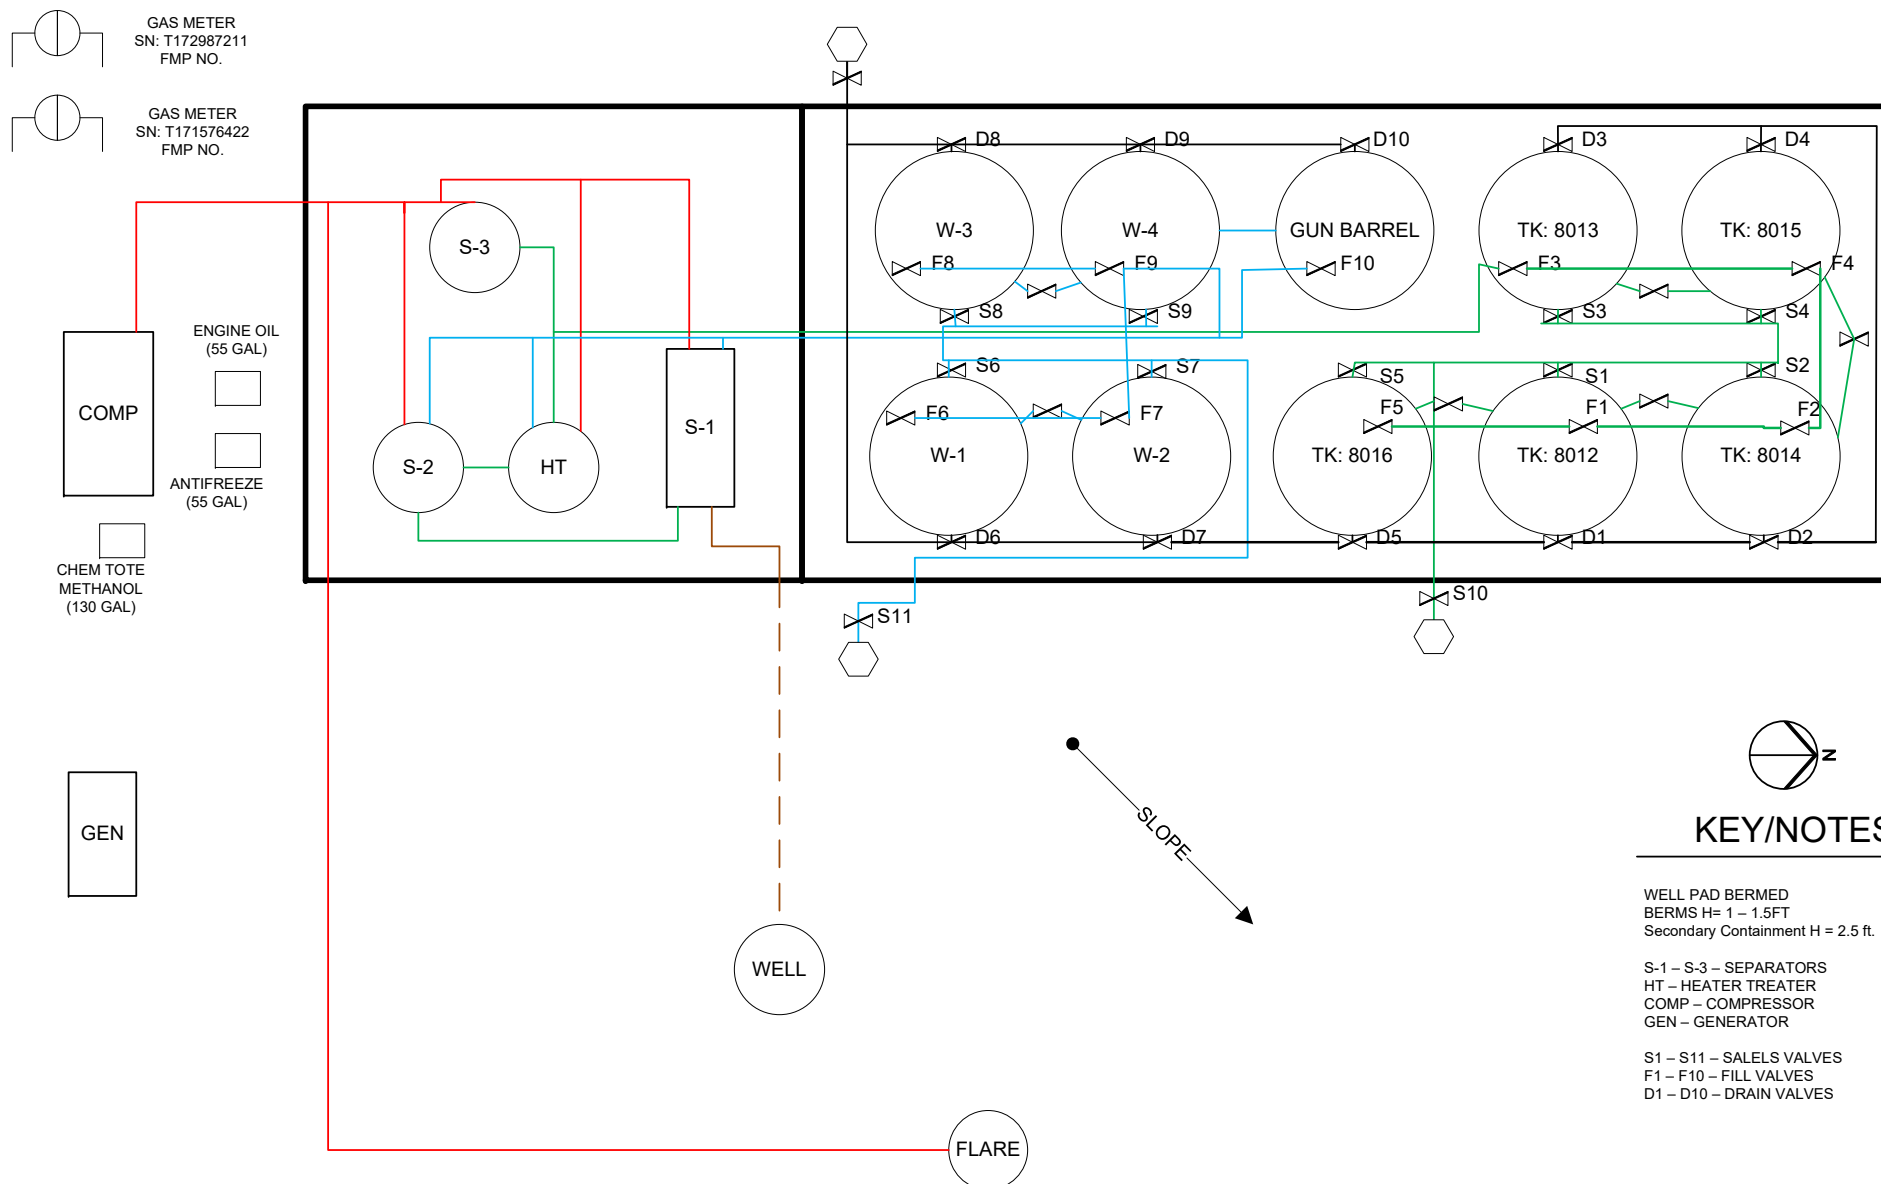 GAS METER
SN: T172987211
FMP NO.
GAS METER
SN: T171576422
FMP NO.
D8
D9
D10
D3
D4
W-3
W-4
GUN BARREL
TK: 8013
TK: 8015
S-3
F8
F9
F10
F3
F4
S8
S9
S3
S4
ENGINE OIL
(55 GAL)
S6
S7
S5
S1
S2
COMP
S-1
F6
F7
F5
F1
F2
S-2
HT
W-1
W-2
TK: 8016
TK: 8012
TK: 8014
ANTIFREEZE
(55 GAL)
D6
D7
D5
D1
D2
CHEM TOTE
METHANOL
(130 GAL)
S11
S10
N
SLOPE
GEN
KEY/NOTES
WELL PAD BERMED
BERMS H= 1 – 1.5FT
Secondary Containment H = 2.5 ft.
S-1 – S-3 – SEPARATORS
HT – HEATER TREATER
COMP – COMPRESSOR
GEN – GENERATOR
S1 – S11 – SALELS VALVES
F1 – F10 – FILL VALVES
D1 – D10 – DRAIN VALVES
WELL
FLARE